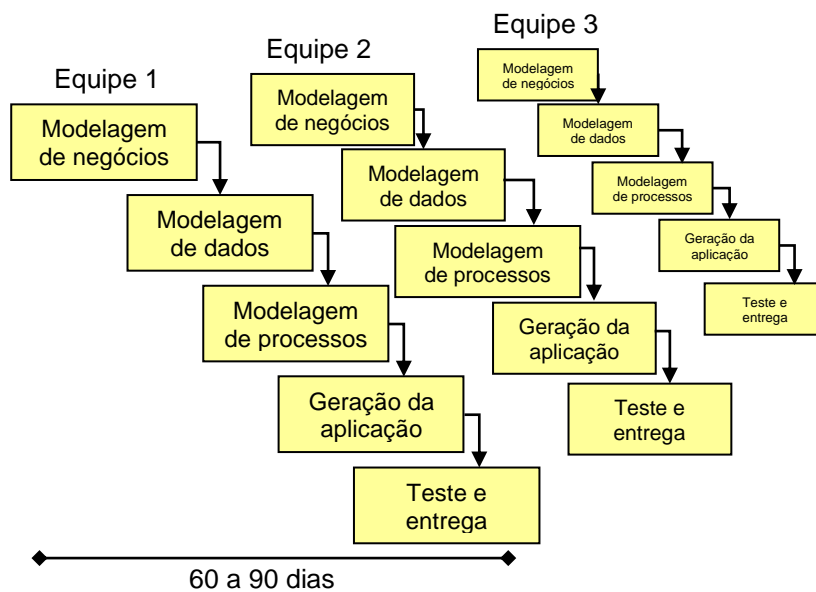 Equipe 1
Modelagem
de negócios
Modelagem
de dados
Modelagem
de processos
Geração da
aplicação
Teste e
entrega
Equipe 2
Modelagem
de negócios
Modelagem
de dados
Modelagem
de processos
Geração da
aplicação
Teste e
entrega
Equipe 3
Modelagem
de negócios
Modelagem
de dados
Modelagem
de processos
Geração da
aplicação
Teste e
entrega
60 a 90 dias